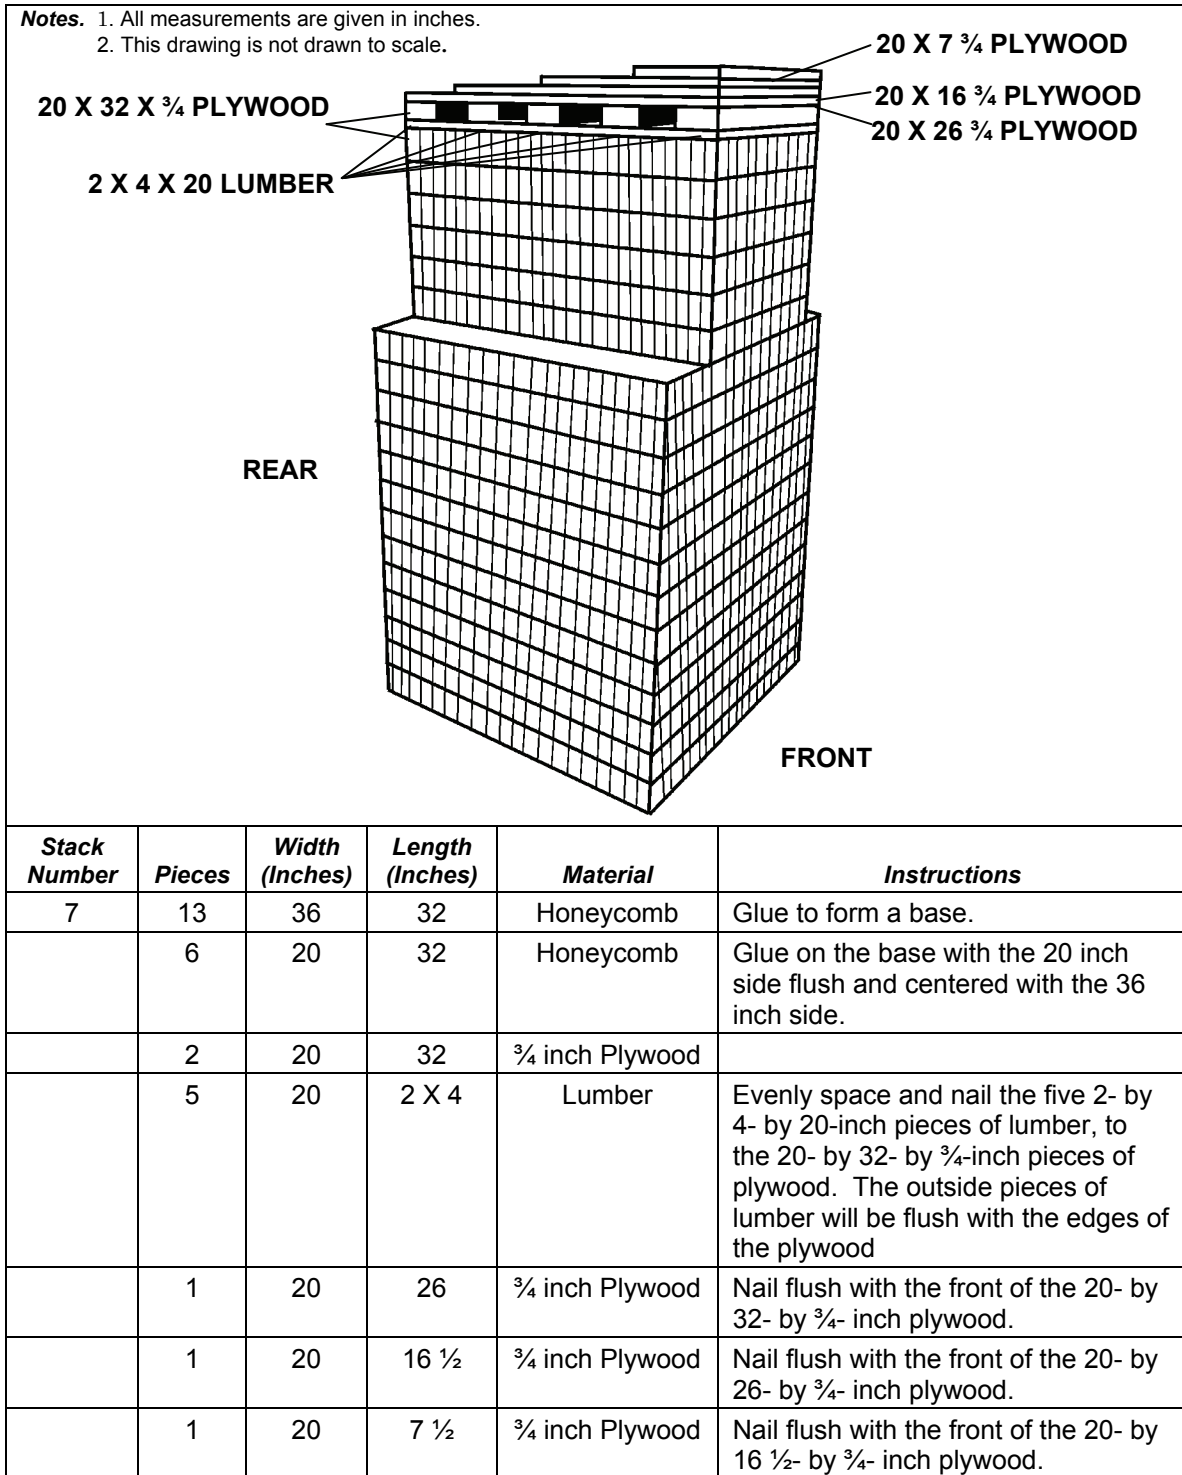 Notes. 1. All measurements are given in inches.
2. This drawing is not drawn to scale.
20 X 7 ¾ PLYWOOD
20 X 32 X ¾ PLYWOOD
20 X 16 ¾ PLYWOOD
20 X 26 ¾ PLYWOOD
2 X 4 X 20 LUMBER
REAR
FRONT
Stack Number Pieces Width (Inches) Length (Inches) Material Instructions
7 13 36 32 Honeycomb Glue to form a base.
6 20 32 Honeycomb Glue on the base with the 20 inch
side flush and centered with the 36
inch side.
2 20 32 ¾ inch Plywood
5 20 2 X 4 Lumber Evenly space and nail the five 2- by
4- by 20-inch pieces of lumber, to
the 20- by 32- by ¾-inch pieces of
plywood. The outside pieces of
lumber will be flush with the edges of
the plywood
1 20 26 ¾ inch Plywood Nail flush with the front of the 20- by
32- by ¾- inch plywood.
1 20 16 ½ ¾ inch Plywood Nail flush with the front of the 20- by
26- by ¾- inch plywood.
1 20 7 ½ ¾ inch Plywood Nail flush with the front of the 20- by
16 ½- by ¾- inch plywood.